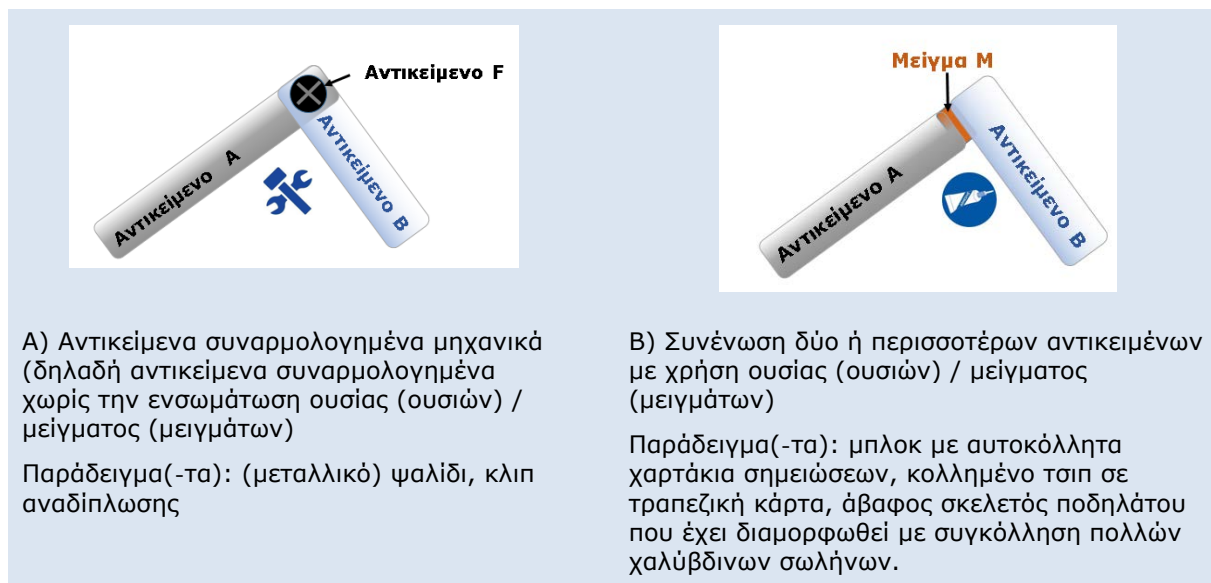 Αντικείμενο F
Αντικείμενο A
Αντικείμενο B
Μείγμα M
Αντικείμενο A
Αντικείμενο B
Α) Αντικείμενα συναρμολογημένα μηχανικά
(δηλαδή αντικείμενα συναρμολογημένα
χωρίς την ενσωμάτωση ουσίας (ουσιών) /
μείγματος (μειγμάτων)
Παράδειγμα(-τα): (μεταλλικό) ψαλίδι, κλιπ
αναδίπλωσης
Β) Συνένωση δύο ή περισσοτέρων αντικειμένων
με χρήση ουσίας (ουσιών) / μείγματος
(μειγμάτων)
Παράδειγμα(-τα): μπλοκ με αυτοκόλλητα
χαρτάκια σημειώσεων, κολλημένο τσιπ σε
τραπεζική κάρτα, άβαφος σκελετός ποδηλάτου
που έχει διαμορφωθεί με συγκόλληση πολλών
χαλύβδινων σωλήνων.